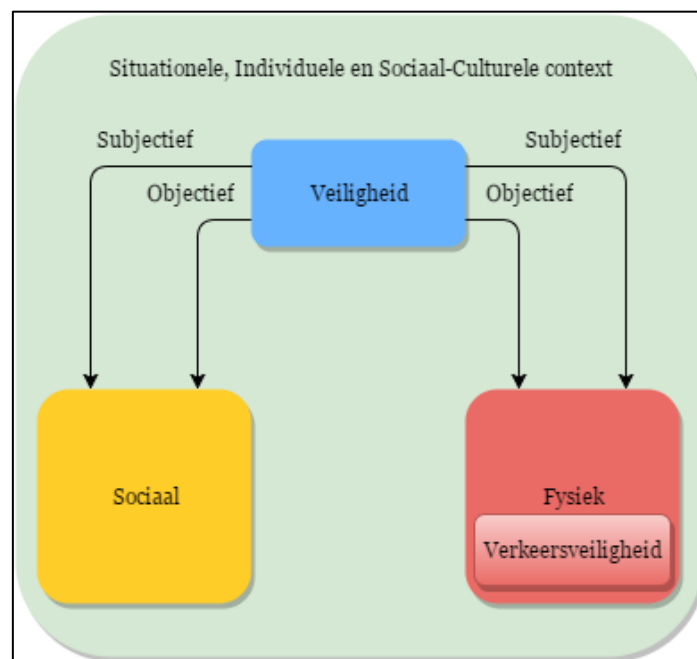 Situationele, Individuele en Sociaal-Culturele context
Subjectief
Subjectief
Objectief
Veiligheid
Objectief
Sociaal
Fysiek
Verkeersveiligheid